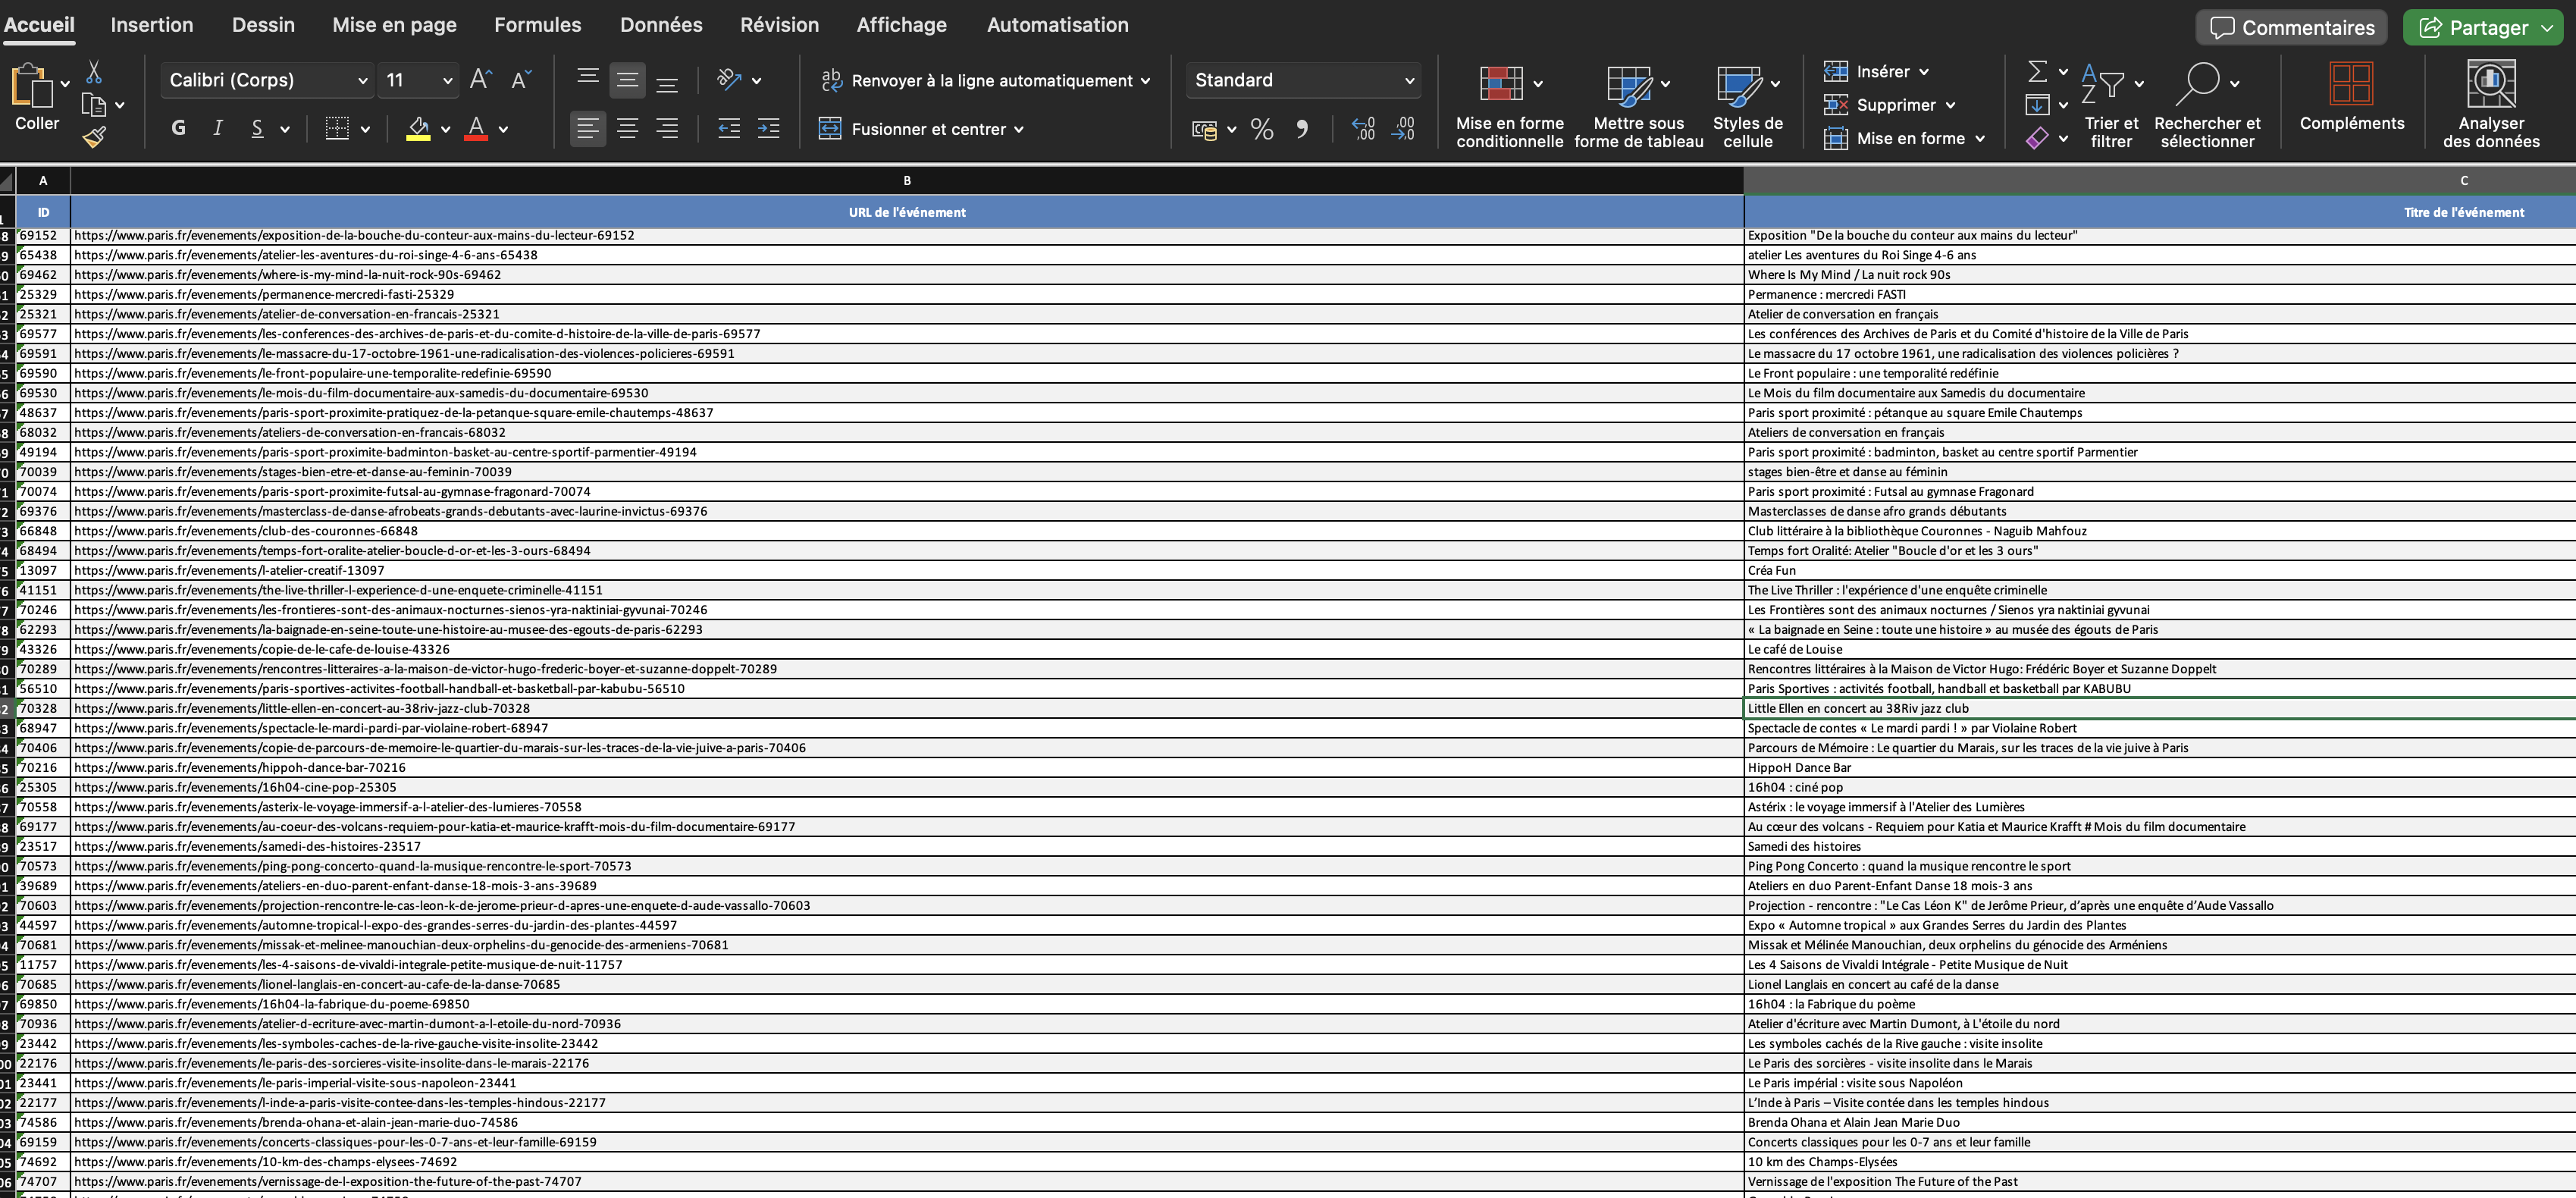 Accueil Insertion Dessin Mise en page Formules Données Révision Affichage Automatisation Commentaires Partager
Coller Calibri (Corps) 11 G I S Renvoyer à la ligne automatiquement Fusionner et centrer Standard Mise en forme conditionnelle Mettre sous forme de tableau Styles de cellule Insérer Supprimer Mise en forme Trier et filtrer Rechercher et sélectionner Compléments Analyser des données
A B C
1 ID URL de l'événement Titre de l'événement
8 69152 https://www.paris.fr/evenements/exposition-de-la-bouche-du-conteur-aux-mains-du-lecteur-69152 Exposition "De la bouche du conteur aux mains du lecteur"
9 65438 https://www.paris.fr/evenements/atelier-les-aventures-du-roi-singe-4-6-ans-65438 atelier Les aventures du Roi Singe 4-6 ans
0 69462 https://www.paris.fr/evenements/where-is-my-mind-la-nuit-rock-90s-69462 Where Is My Mind / La nuit rock 90s
1 25329 https://www.paris.fr/evenements/permanence-mercredi-fasti-25329 Permanence : mercredi FASTI
2 25321 https://www.paris.fr/evenements/atelier-de-conversation-en-francais-25321 Atelier de conversation en français
3 69577 https://www.paris.fr/evenements/les-conferences-des-archives-de-paris-et-du-comite-d-histoire-de-la-ville-de-paris-69577 Les conférences des Archives de Paris et du Comité d'histoire de la Ville de Paris
4 69591 https://www.paris.fr/evenements/le-massacre-du-17-octobre-1961-une-radicalisation-des-violences-policieres-69591 Le massacre du 17 octobre 1961, une radicalisation des violences policières ?
5 69590 https://www.paris.fr/evenements/le-front-populaire-une-temporalite-redefinie-69590 Le Front populaire : une temporalité redéfinie
6 69530 https://www.paris.fr/evenements/le-mois-du-film-documentaire-aux-samedis-du-documentaire-69530 Le Mois du film documentaire aux Samedis du documentaire
7 48637 https://www.paris.fr/evenements/paris-sport-proximite-pratiquez-de-la-petanque-square-emile-chautemps-48637 Paris sport proximité : pétanque au square Emile Chautemps
8 68032 https://www.paris.fr/evenements/ateliers-de-conversation-en-francais-68032 Ateliers de conversation en français
9 49194 https://www.paris.fr/evenements/paris-sport-proximite-badminton-basket-au-centre-sportif-parmentier-49194 Paris sport proximité : badminton, basket au centre sportif Parmentier
0 70039 https://www.paris.fr/evenements/stages-bien-etre-et-danse-au-feminin-70039 stages bien-être et danse au féminin
1 70074 https://www.paris.fr/evenements/paris-sport-proximite-futsal-au-gymnase-fragonard-70074 Paris sport proximité : Futsal au gymnase Fragonard
2 69376 https://www.paris.fr/evenements/masterclass-de-danse-afrobeats-grands-debutants-avec-laurine-invictus-69376 Masterclasses de danse afro grands débutants
3 66848 https://www.paris.fr/evenements/club-des-couronnes-66848 Club littéraire à la bibliothèque Couronnes - Naguib Mahfouz
4 68494 https://www.paris.fr/evenements/temps-fort-oralite-atelier-boucle-d-or-et-les-3-ours-68494 Temps fort Oralité: Atelier "Boucle d'or et les 3 ours"
5 13097 https://www.paris.fr/evenements/l-atelier-creatif-13097 Créa Fun
6 41151 https://www.paris.fr/evenements/the-live-thriller-l-experience-d-une-enquete-criminelle-41151 The Live Thriller : l'expérience d'une enquête criminelle
7 70246 https://www.paris.fr/evenements/les-frontieres-sont-des-animaux-nocturnes-sienos-yra-naktiniai-gyvunai-70246 Les Frontières sont des animaux nocturnes / Sienos yra naktiniai gyvunai
8 62293 https://www.paris.fr/evenements/la-baignade-en-seine-toute-une-histoire-au-musee-des-egouts-de-paris-62293 « La baignade en Seine : toute une histoire » au musée des égouts de Paris
9 43326 https://www.paris.fr/evenements/copie-de-le-cafe-de-louise-43326 Le café de Louise
0 70289 https://www.paris.fr/evenements/rencontres-litteraires-a-la-maison-de-victor-hugo-frederic-boyer-et-suzanne-doppelt-70289 Rencontres littéraires à la Maison de Victor Hugo: Frédéric Boyer et Suzanne Doppelt
1 56510 https://www.paris.fr/evenements/paris-sportives-activites-football-handball-et-basketball-par-kabubu-56510 Paris Sportives : activités football, handball et basketball par KABUBU
2 70328 https://www.paris.fr/evenements/little-ellen-en-concert-au-38riv-jazz-club-70328 Little Ellen en concert au 38Riv jazz club
3 68947 https://www.paris.fr/evenements/spectacle-le-mardi-pardi-par-violaine-robert-68947 Spectacle de contes « Le mardi pardi ! » par Violaine Robert
4 70406 https://www.paris.fr/evenements/copie-de-parcours-de-memoire-le-quartier-du-marais-sur-les-traces-de-la-vie-juive-a-paris-70406 Parcours de Mémoire : Le quartier du Marais, sur les traces de la vie juive à Paris
5 70216 https://www.paris.fr/evenements/hippoh-dance-bar-70216 HippoH Dance Bar
6 25305 https://www.paris.fr/evenements/16h04-cine-pop-25305 16h04 : ciné pop
7 70558 https://www.paris.fr/evenements/asterix-le-voyage-immersif-a-l-atelier-des-lumieres-70558 Astérix : le voyage immersif à l'Atelier des Lumières
8 69177 https://www.paris.fr/evenements/au-coeur-des-volcans-requiem-pour-katia-et-maurice-krafft-mois-du-film-documentaire-69177 Au cœur des volcans - Requiem pour Katia et Maurice Krafft # Mois du film documentaire
9 23517 https://www.paris.fr/evenements/samedi-des-histoires-23517 Samedi des histoires
0 70573 https://www.paris.fr/evenements/ping-pong-concerto-quand-la-musique-rencontre-le-sport-70573 Ping Pong Concerto : quand la musique rencontre le sport
1 39689 https://www.paris.fr/evenements/ateliers-en-duo-parent-enfant-danse-18-mois-3-ans-39689 Ateliers en duo Parent-Enfant Danse 18 mois-3 ans
2 70603 https://www.paris.fr/evenements/projection-rencontre-le-cas-leon-k-de-jerome-prieur-d-apres-une-enquete-d-aude-vassallo-70603 Projection - rencontre : "Le Cas Léon K" de Jerôme Prieur, d’après une enquête d’Aude Vassallo
3 44597 https://www.paris.fr/evenements/automne-tropical-l-expo-des-grandes-serres-du-jardin-des-plantes-44597 Expo « Automne tropical » aux Grandes Serres du Jardin des Plantes
4 70681 https://www.paris.fr/evenements/missak-et-melinee-manouchian-deux-orphelins-du-genocide-des-armeniens-70681 Missak et Mélinée Manouchian, deux orphelins du génocide des Arméniens
5 11757 https://www.paris.fr/evenements/les-4-saisons-de-vivaldi-integrale-petite-musique-de-nuit-11757 Les 4 Saisons de Vivaldi Intégrale - Petite Musique de Nuit
6 70685 https://www.paris.fr/evenements/lionel-langlais-en-concert-au-cafe-de-la-danse-70685 Lionel Langlais en concert au café de la danse
7 69850 https://www.paris.fr/evenements/16h04-la-fabrique-du-poeme-69850 16h04 : la Fabrique du poème
8 70936 https://www.paris.fr/evenements/atelier-d-ecriture-avec-martin-dumont-a-l-etoile-du-nord-70936 Atelier d'écriture avec Martin Dumont, à L'étoile du nord
9 23442 https://www.paris.fr/evenements/les-symboles-caches-de-la-rive-gauche-visite-insolite-23442 Les symboles cachés de la Rive gauche : visite insolite
00 22176 https://www.paris.fr/evenements/le-paris-des-sorcieres-visite-insolite-dans-le-marais-22176 Le Paris des sorcières - visite insolite dans le Marais
01 23441 https://www.paris.fr/evenements/le-paris-imperial-visite-sous-napoleon-23441 Le Paris impérial : visite sous Napoléon
02 22177 https://www.paris.fr/evenements/l-inde-a-paris-visite-contee-dans-les-temples-hindous-22177 L’Inde à Paris – Visite contée dans les temples hindous
03 74586 https://www.paris.fr/evenements/brenda-ohana-et-alain-jean-marie-duo-74586 Brenda Ohana et Alain Jean Marie Duo
04 69159 https://www.paris.fr/evenements/concerts-classiques-pour-les-0-7-ans-et-leur-famille-69159 Concerts classiques pour les 0-7 ans et leur famille
05 74692 https://www.paris.fr/evenements/10-km-des-champs-elysees-74692 10 km des Champs-Elysées
06 74707 https://www.paris.fr/evenements/vernissage-de-l-exposition-the-future-of-the-past-74707 Vernissage de l'exposition The Future of the Past